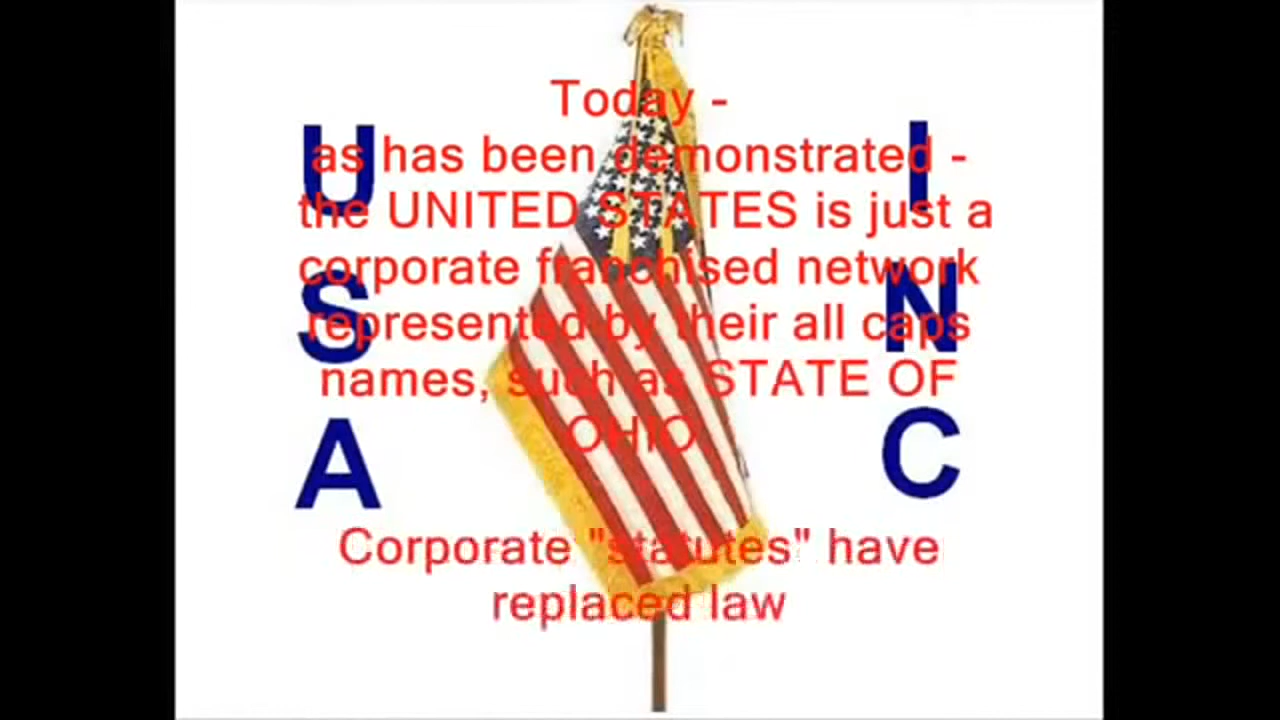 Today -
as has been demonstrated -
the UNITED STATES is just a
corporate franchised network
represented by their all caps
names, such as STATE OF
OHIO
Corporate "statutes" have
replaced law
U
S
A
I
N
C